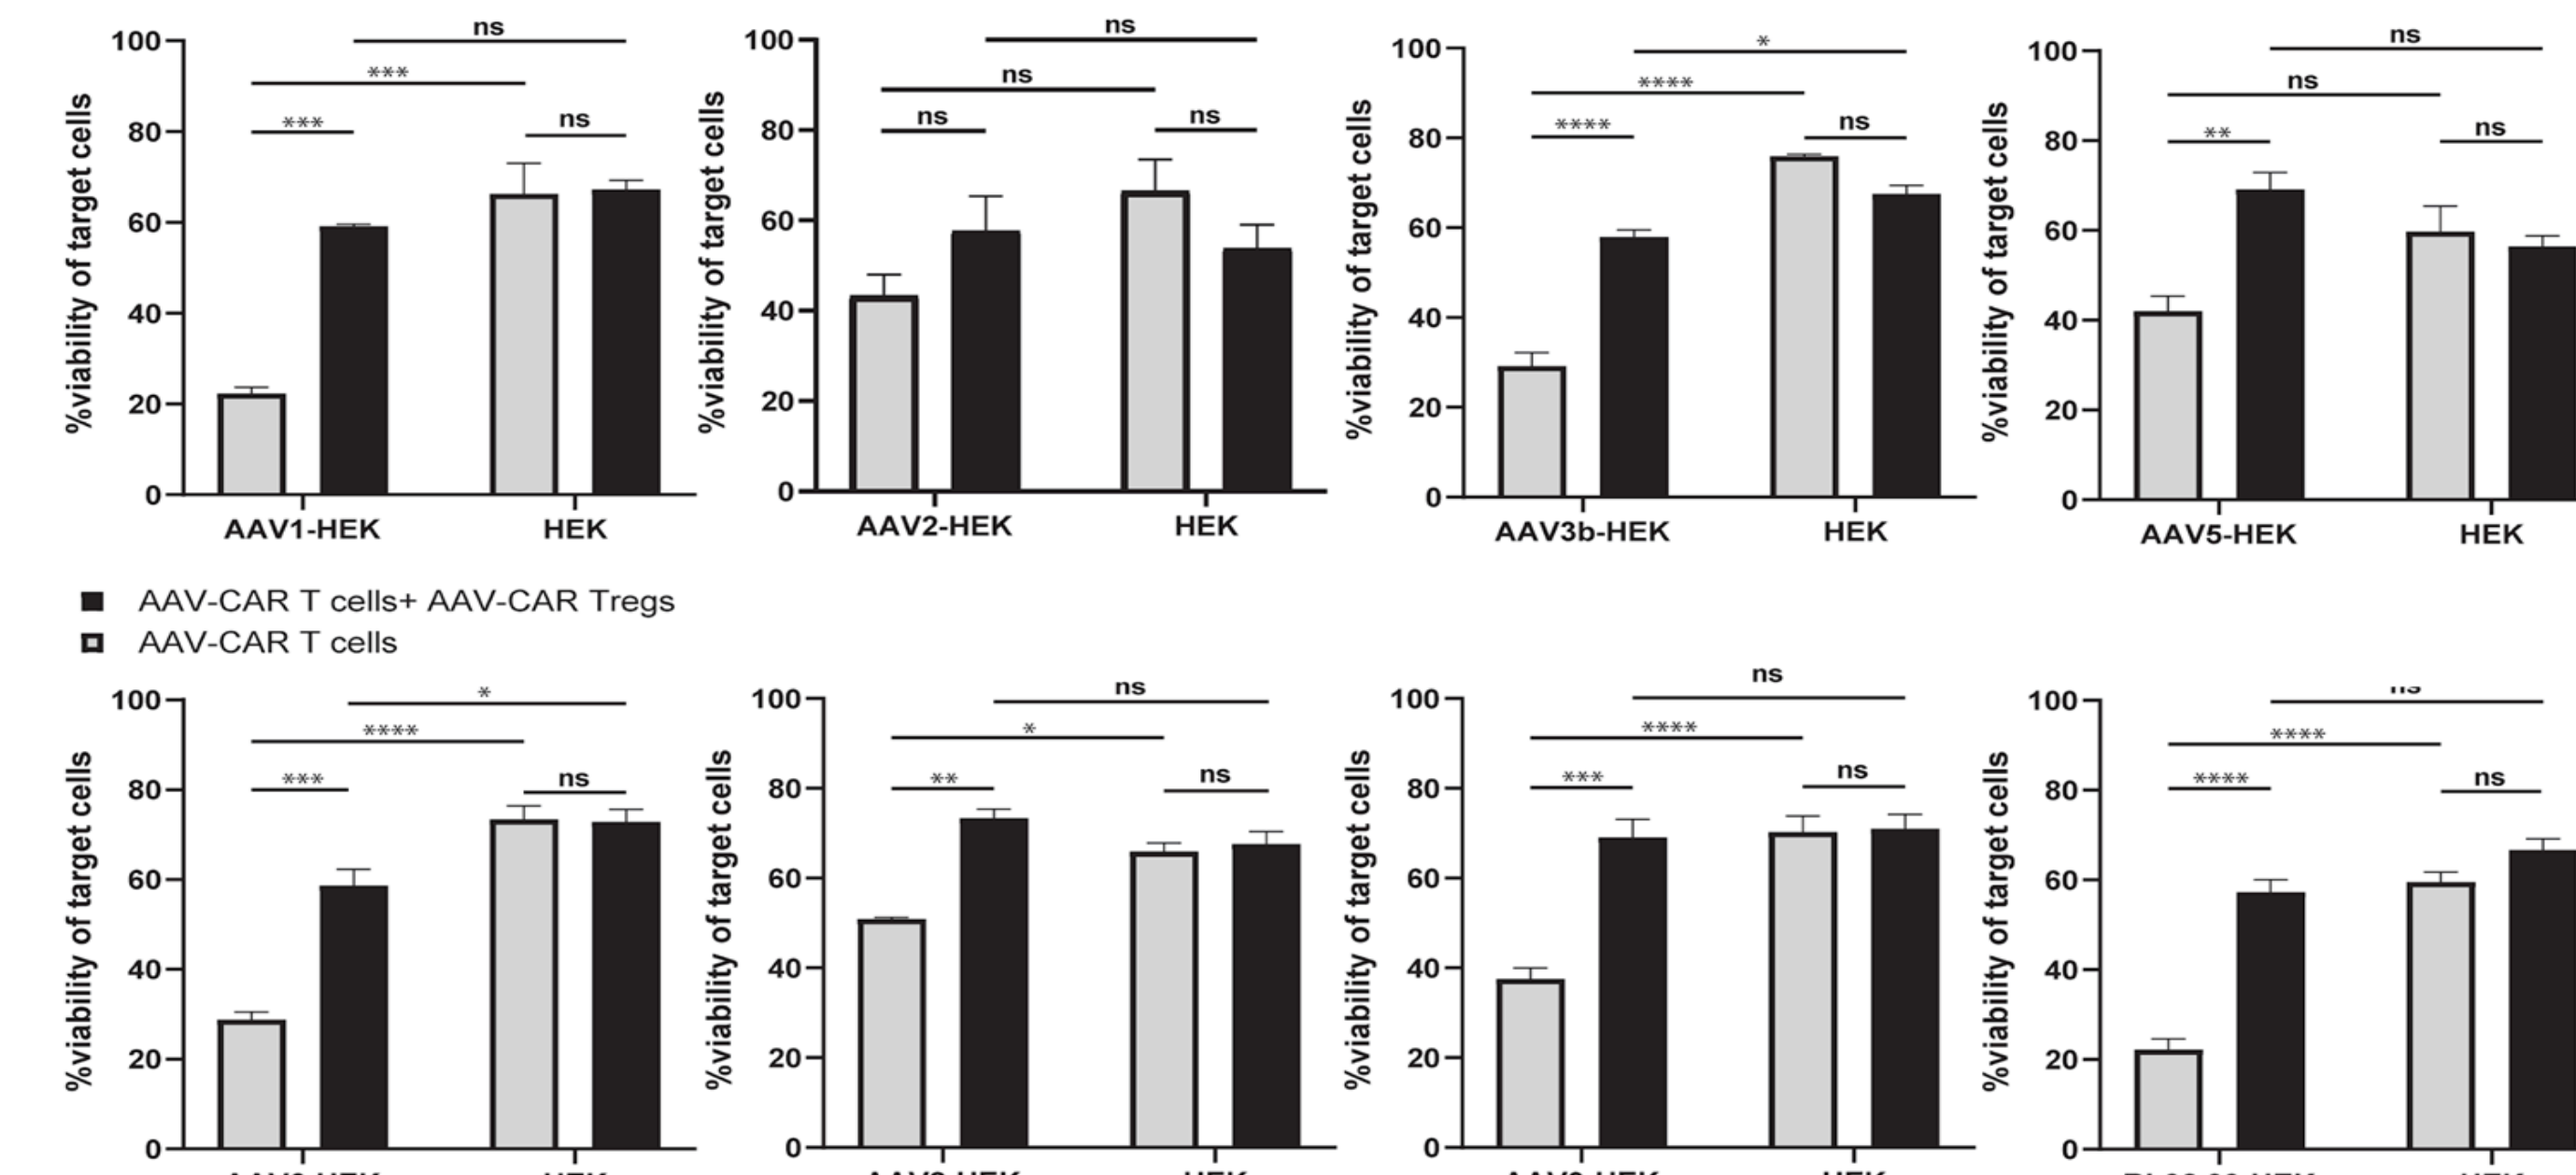 ns
***
***
ns
100
80
60
40
20
0
%viability of target cells
AAV1-HEK HEK
ns
ns
ns
ns
100
80
60
40
20
0
%viability of target cells
AAV2-HEK HEK
*
****
****
ns
100
80
60
40
20
0
%viability of target cells
AAV3b-HEK HEK
ns
ns
**
ns
100
80
60
40
20
0
%viability of target cells
AAV5-HEK HEK
AAV-CAR T cells+ AAV-CAR Tregs
AAV-CAR T cells
*
****
***
ns
100
80
60
40
20
0
%viability of target cells
HEK
ns
*
**
ns
100
80
60
40
20
0
%viability of target cells
HEK
ns
****
***
ns
100
80
60
40
20
0
%viability of target cells
HEK
ns
****
****
ns
100
80
60
40
20
0
%viability of target cells
HEK